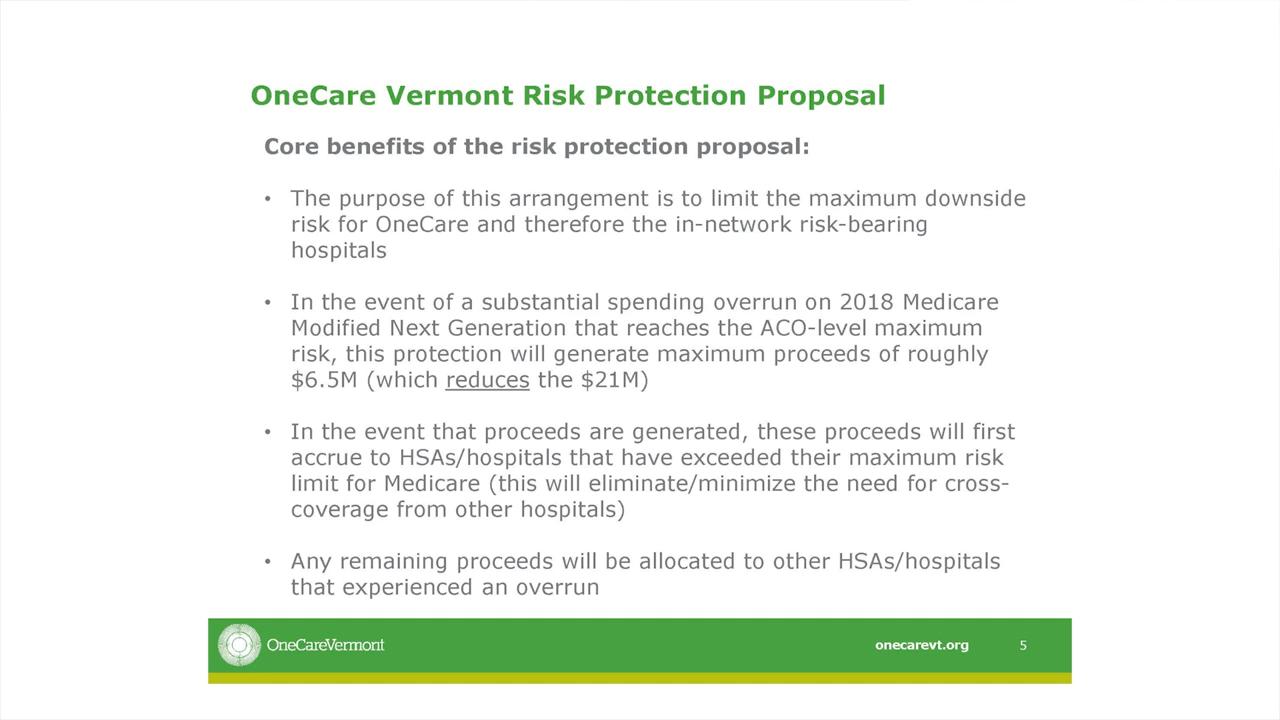 OneCare Vermont Risk Protection Proposal
Core benefits of the risk protection proposal:
• The purpose of this arrangement is to limit the maximum downside
risk for OneCare and therefore the in-network risk-bearing
hospitals
• In the event of a substantial spending overrun on 2018 Medicare
Modified Next Generation that reaches the ACO-level maximum
risk, this protection will generate maximum proceeds of roughly
$6.5M (which reduces the $21M)
• In the event that proceeds are generated, these proceeds will first
accrue to HSAs/hospitals that have exceeded their maximum risk
limit for Medicare (this will eliminate/minimize the need for cross-
coverage from other hospitals)
• Any remaining proceeds will be allocated to other HSAs/hospitals
that experienced an overrun
OneCareVermont
onecarevt.org 5